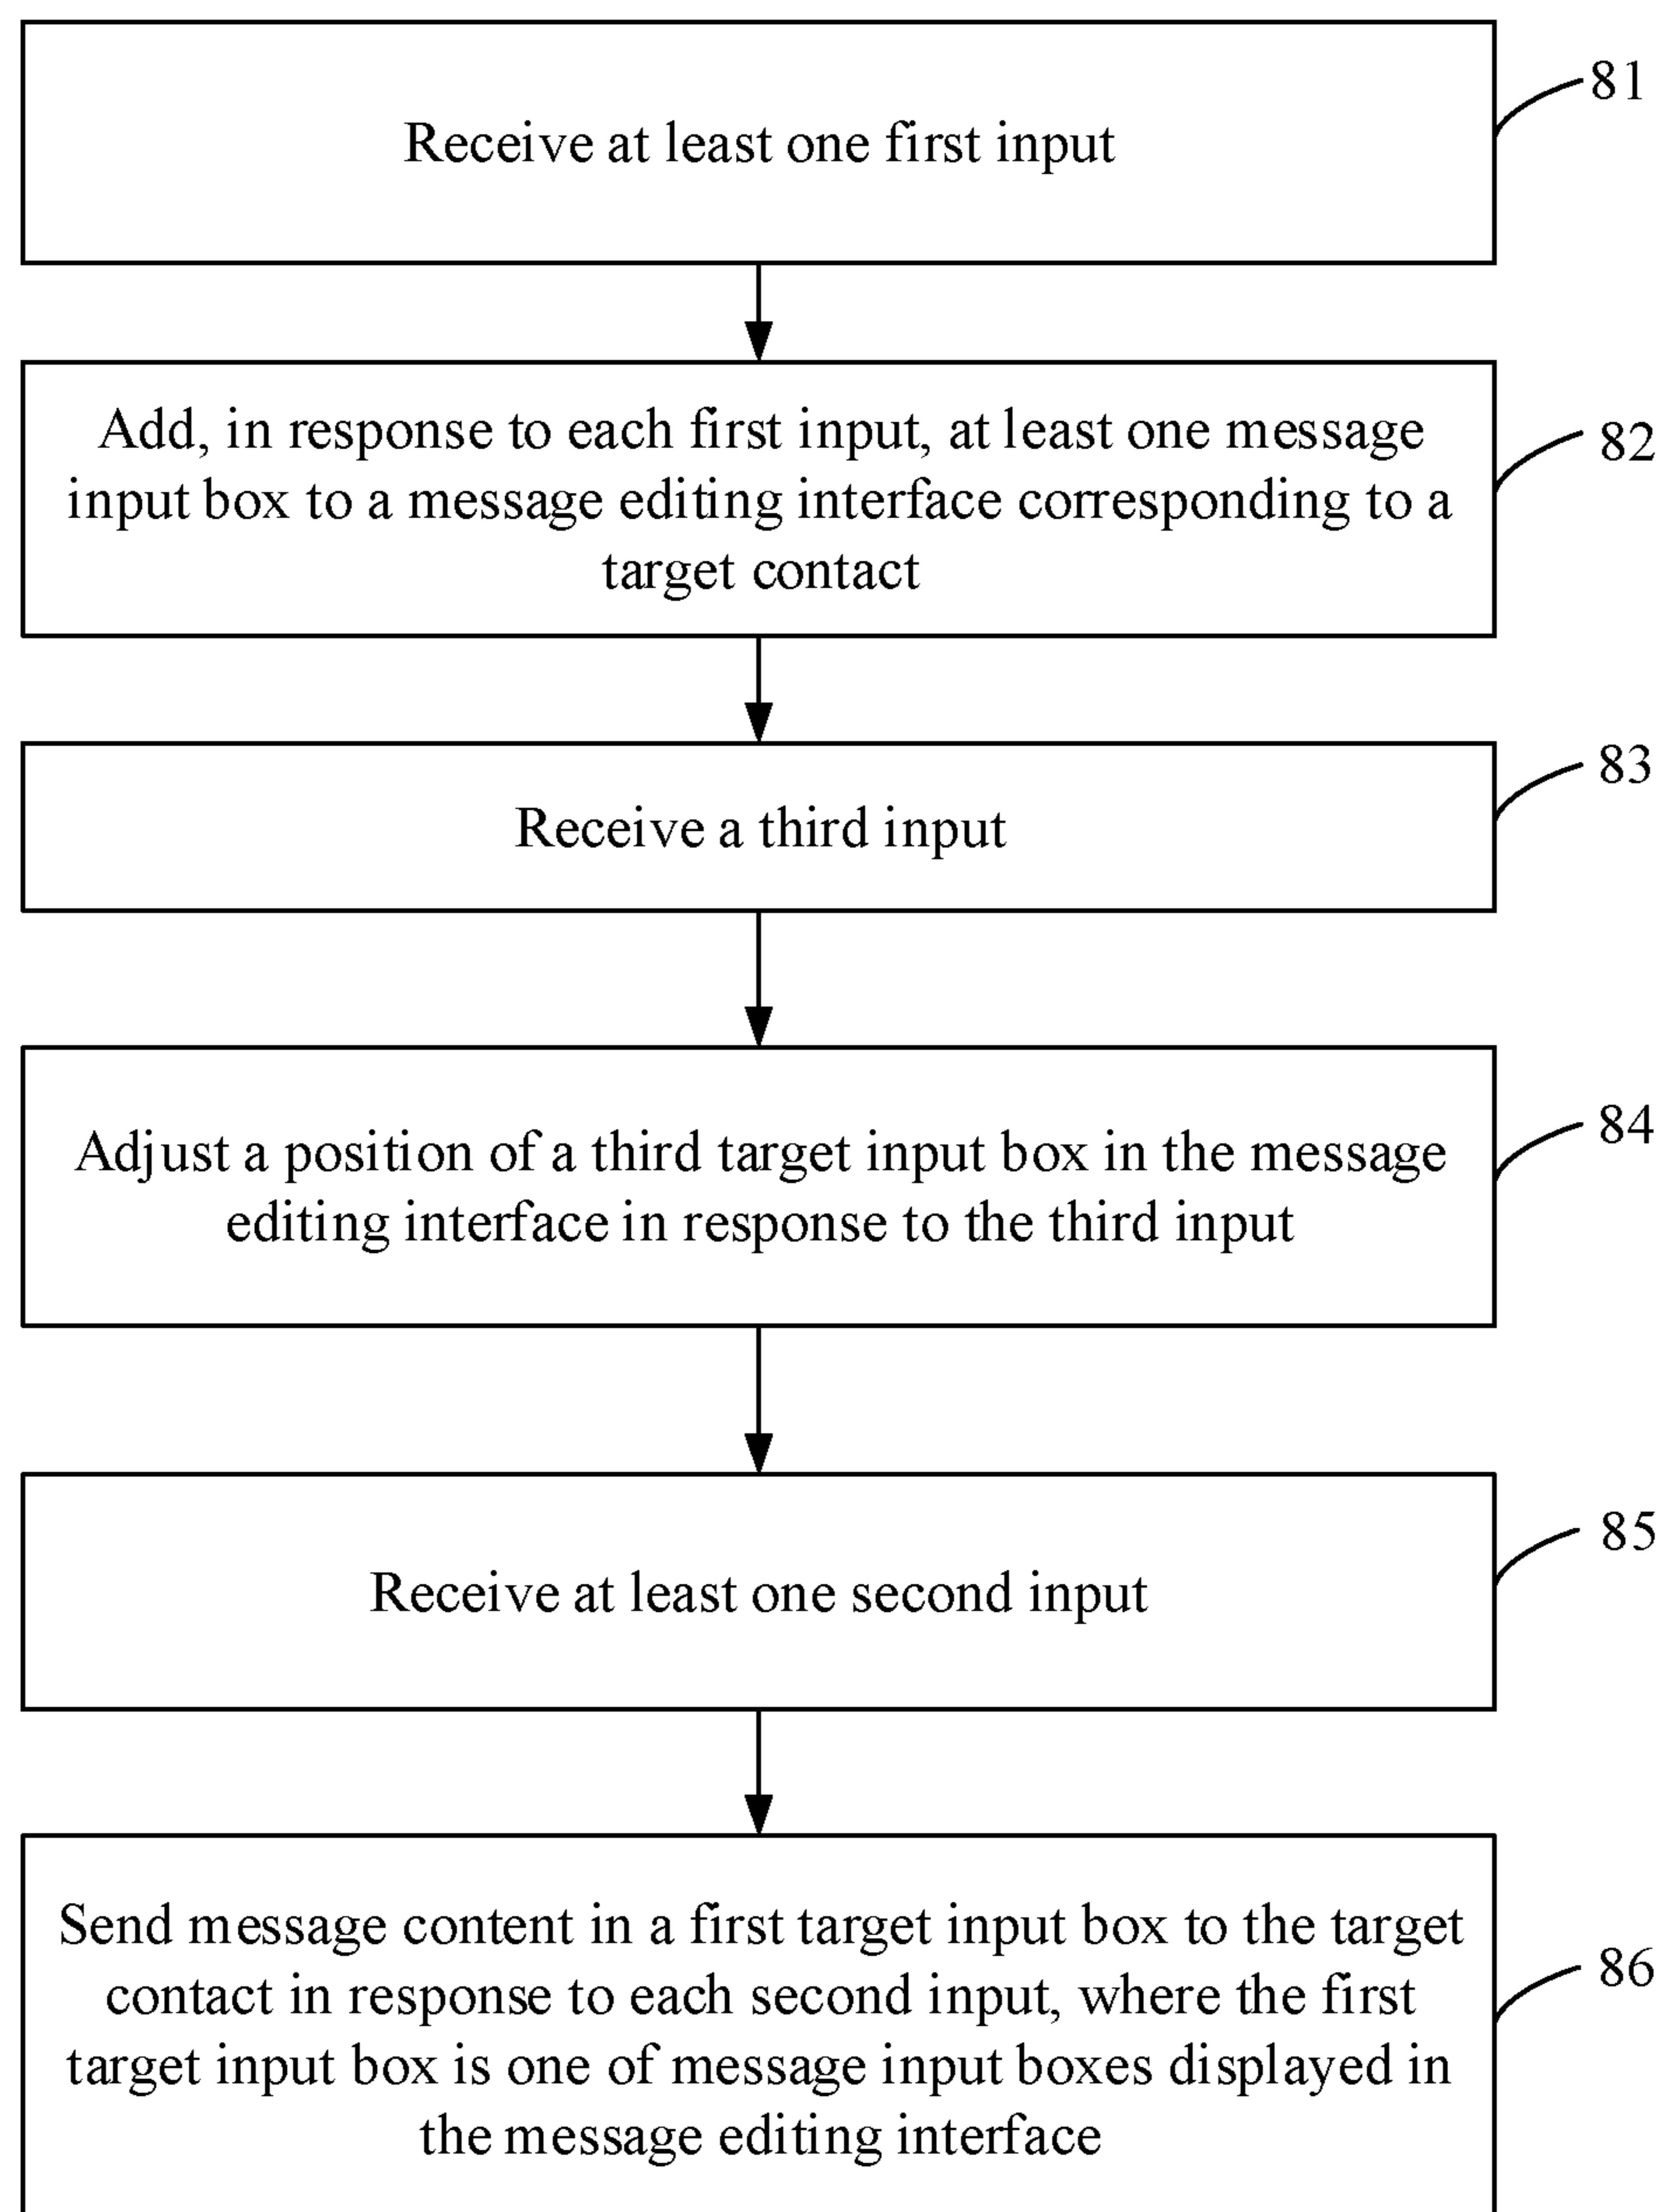 Receive at least one first input
81
Add, in response to each first input, at least one message
input box to a message editing interface corresponding to a
target contact
82
Receive a third input
83
Adjust a position of a third target input box in the message
editing interface in response to the third input
84
Receive at least one second input
85
Send message content in a first target input box to the target
contact in response to each second input, where the first
target input box is one of message input boxes displayed in
the message editing interface
86